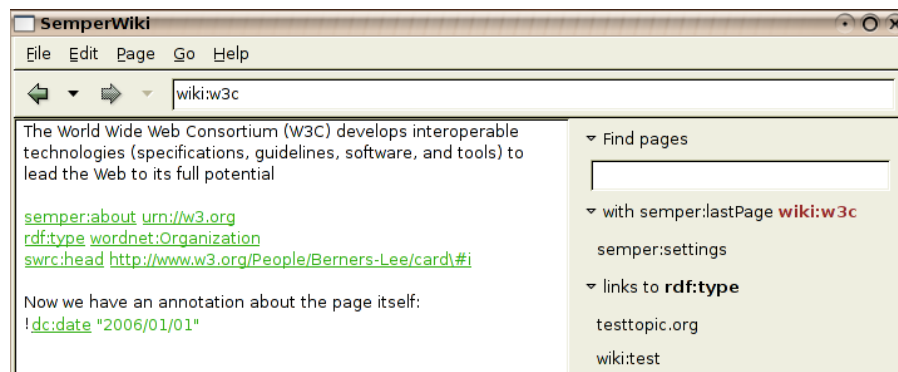 SemperWiki
File Edit Page Go Help
wiki:w3c
The World Wide Web Consortium (W3C) develops interoperable
technologies (specifications, guidelines, software, and tools) to
lead the Web to its full potential
semper:about urn://w3.org
rdf:type wordnet:Organization
swrc:head http://www.w3.org/People/Berners-Lee/card\#i
Now we have an annotation about the page itself:
!dc:date "2006/01/01"
Find pages
with semper:lastPage wiki:w3c
semper:settings
links to rdf:type
testtopic.org
wiki:test